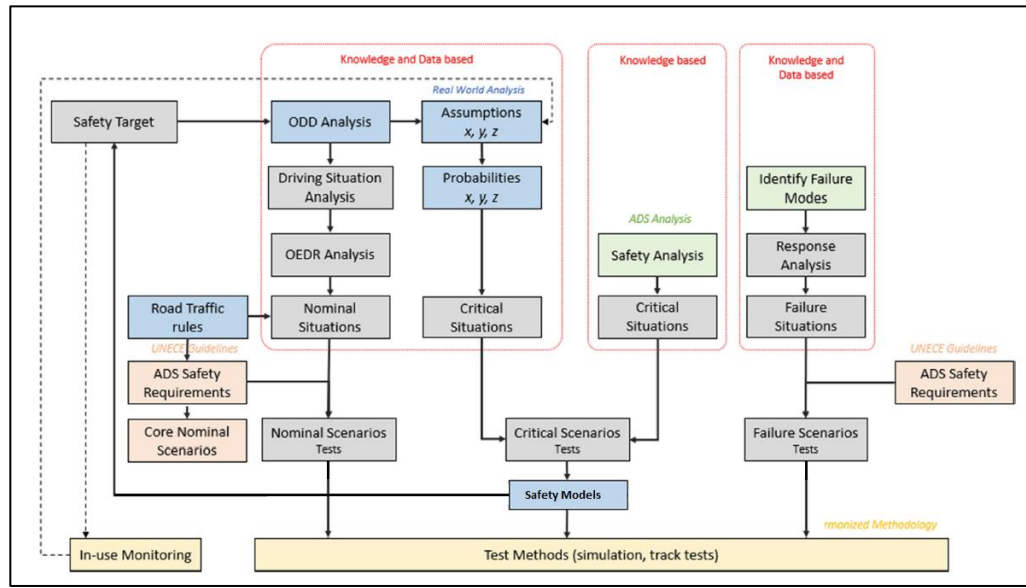 Knowledge and Data based
Knowledge based
Knowledge and
Data based
Real World Analysis
Safety Target
ODD Analysis
Assumptions
x, y, z
Driving Situation
Analysis
Probabilities
x, y, z
Identify Failure
Modes
ADS Analysis
OEDR Analysis
Safety Analysis
Response
Analysis
Road Traffic
rules
Nominal
Situations
Critical
Situations
Critical
Situations
Failure
Situations
UNECE Guidelines
UNECE Guidelines
ADS Safety
Requirements
ADS Safety
Requirements
Core Nominal
Scenarios
Nominal Scenarios
Tests
Critical Scenarios
Tests
Failure Scenarios
Tests
Safety Models
rmonized Methodology
In-use Monitoring
Test Methods (simulation, track tests)